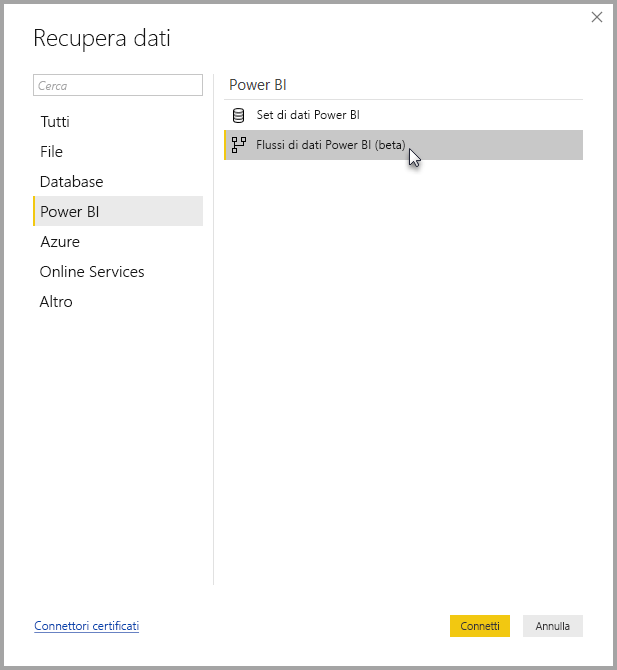 Recupera dati
Cerca
Tutti
File
Database
Power BI
Azure
Online Services
Altro
Power BI
Set di dati Power BI
Flussi di dati Power BI (beta)
Connettori certificati
Connetti
Annulla